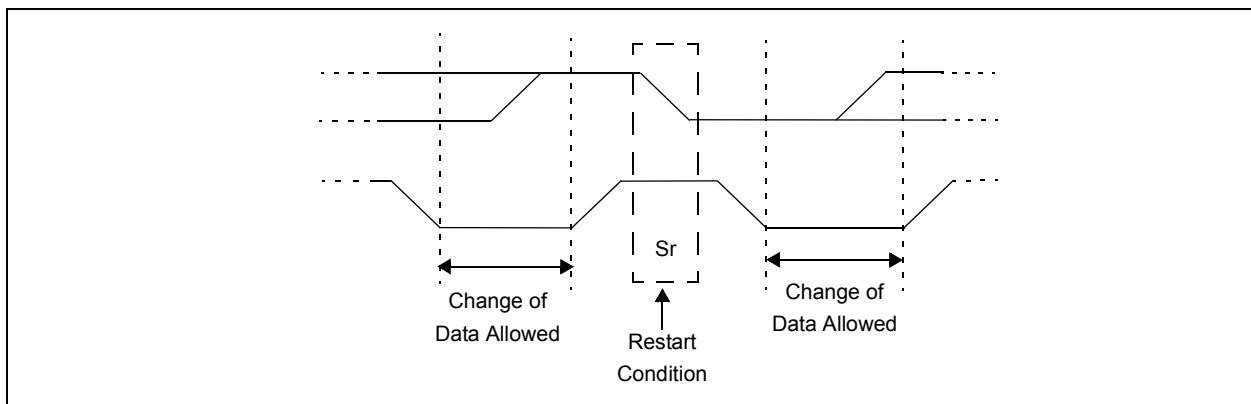 Sr
Change of
Data Allowed
Restart
Condition
Change of
Data Allowed